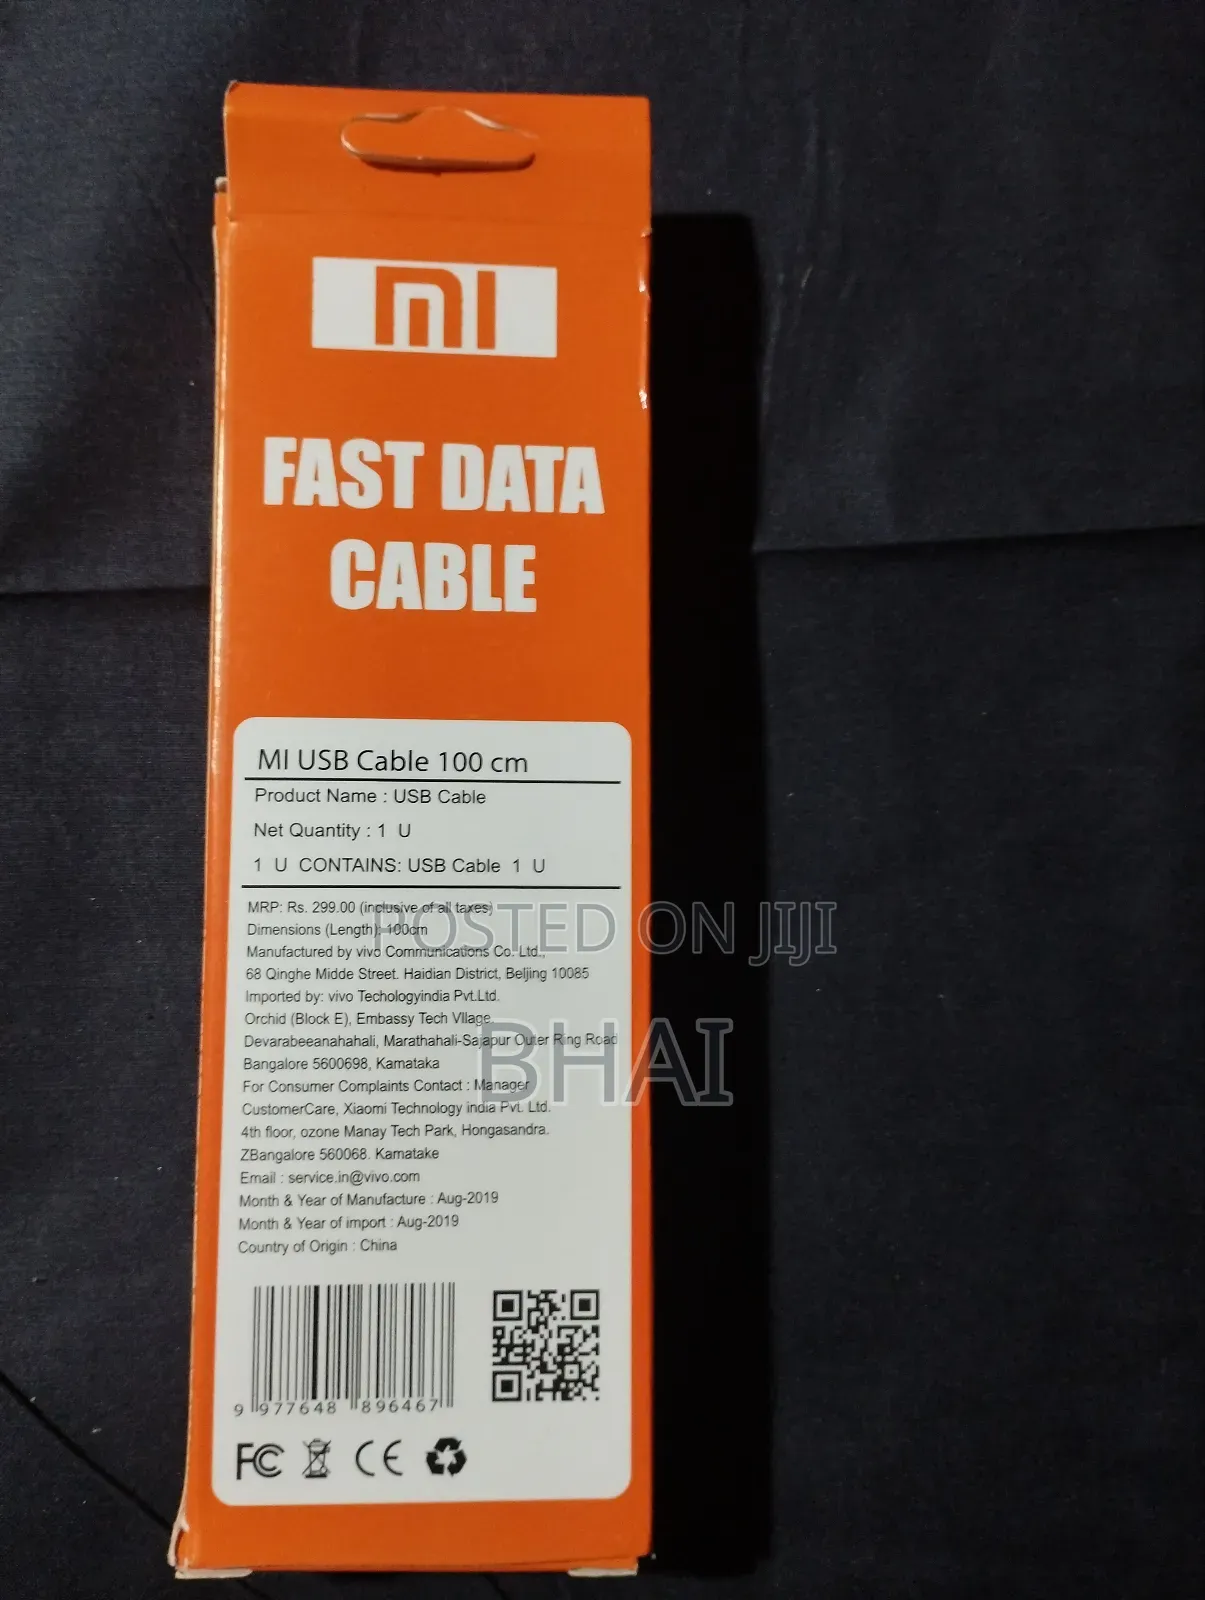 MI
FAST DATA
CABLE
MI USB Cable 100 cm
Product Name : USB Cable
Net Quantity : 1 U
1 U CONTAINS: USB Cable 1 U
MRP: Rs. 299.00 (inclusive of all taxes)
Dimensions (Length): 100cm
Manufactured by vivo Communications Co. Ltd.,
68 Qinghe Midde Street. Haidian District, Beljing 10085
Imported by: vivo Techologyindia Pvt.Ltd.
Orchid (Block E), Embassy Tech Vllage,
Devarabeeanahahali, Marathahali-Sajapur Outer Ring Road
Bangalore 5600698, Kamataka
For Consumer Complaints Contact : Manager
CustomerCare, Xiaomi Technology india Pvt. Ltd.
4th floor, ozone Manay Tech Park, Hongasandra.
ZBangalore 560068. Kamatake
Email : service.in@vivo.com
Month & Year of Manufacture : Aug-2019
Month & Year of import : Aug-2019
Country of Origin : China
9 977648 896467
FC CE
POSTED ON JIJI
BHAI